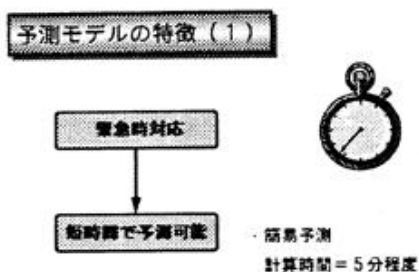 予測モデルの特徴（1）
緊急時対応
短時間で予測可能
・簡易予測
計算時間＝5分程度